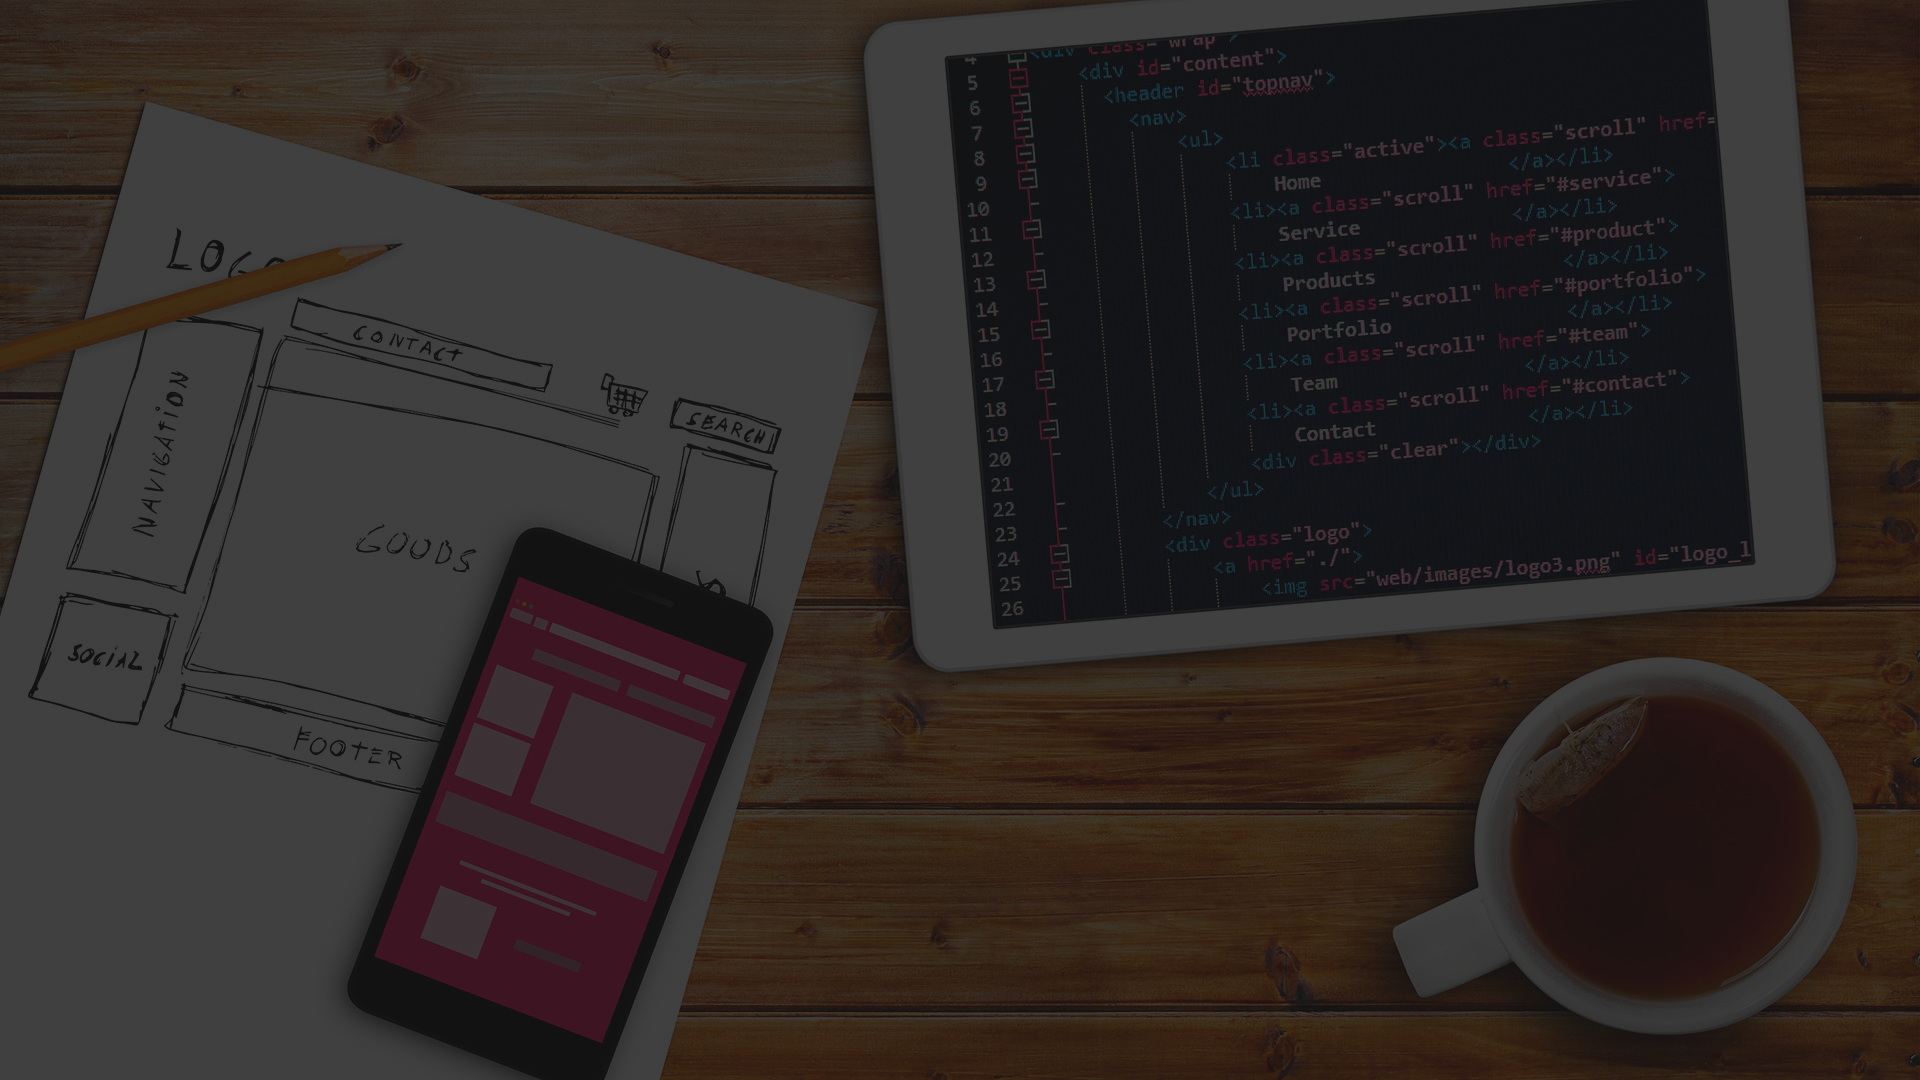 LOGO
CONTACT
NAVIGATION
SEARCH
GOODS
SOCIAL
FOOTER
4 <div class="wrap">
5 <div id="content">
6 <header id="topnav">
7 <nav>
8 <ul>
9 <li class="active"><a class="scroll" href=
10 Home </a></li>
11 <li><a class="scroll" href="#service">
12 Service </a></li>
13 <li><a class="scroll" href="#product">
14 Products </a></li>
15 <li><a class="scroll" href="#portfolio">
16 Portfolio </a></li>
17 <li><a class="scroll" href="#team">
18 Team </a></li>
19 <li><a class="scroll" href="#contact">
20 Contact </a></li>
21 <div class="clear"></div>
22 </ul>
23 </nav>
24 <div class="logo">
25 <a href="./">
26 <img src="web/images/logo3.png" id="logo_l